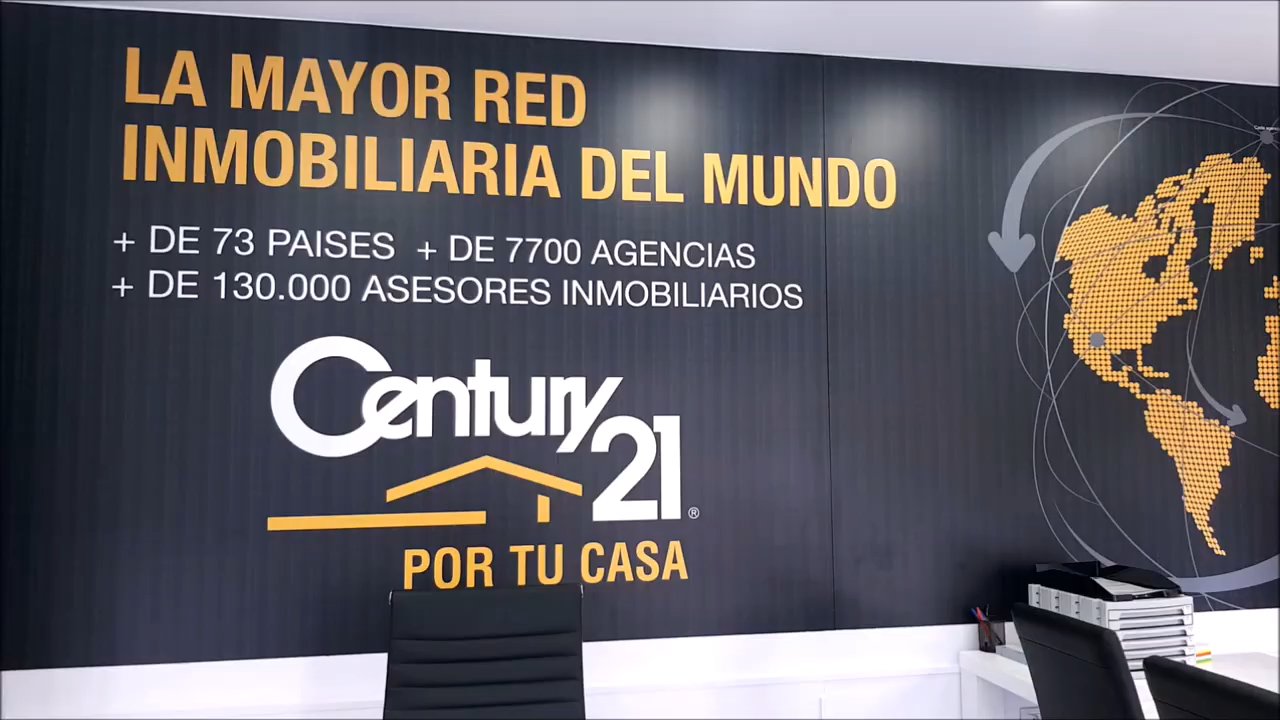 LA MAYOR RED
INMOBILIARIA DEL MUNDO
+ DE 73 PAISES + DE 7700 AGENCIAS
+ DE 130.000 ASESORES INMOBILIARIOS
Century
21®
POR TU CASA